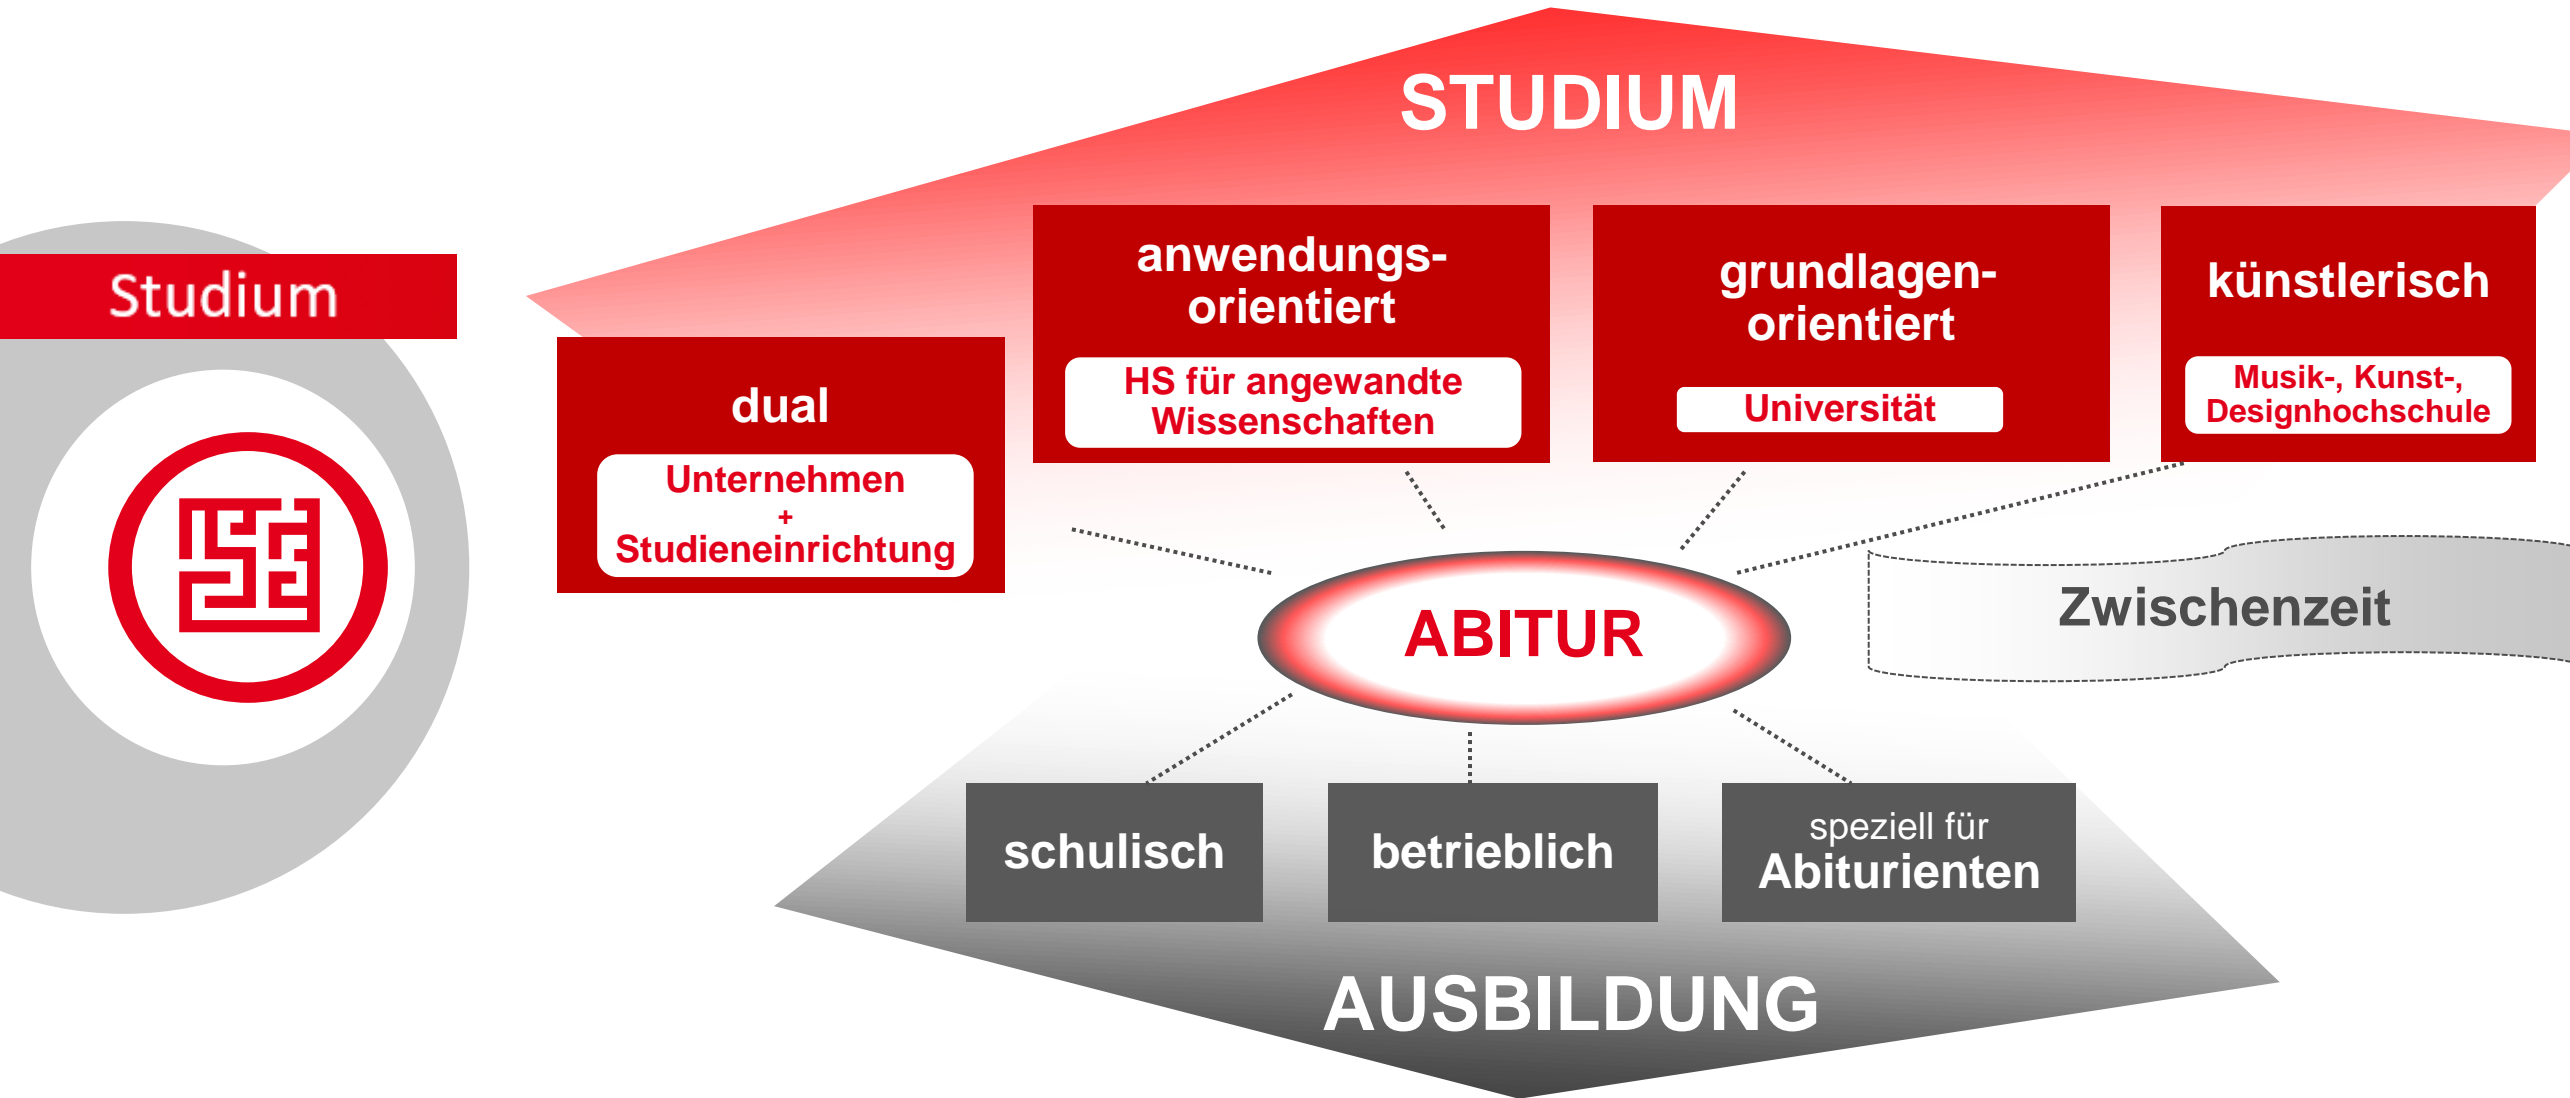 STUDIUM
Studium
dual
Unternehmen
+
Studieneinrichtung
anwendungs-
orientiert
HS für angewandte
Wissenschaften
grundlagen-
orientiert
Universität
künstlerisch
Musik-, Kunst-,
Designhochschule
ABITUR
Zwischenzeit
schulisch
betrieblich
speziell für
Abiturienten
AUSBILDUNG